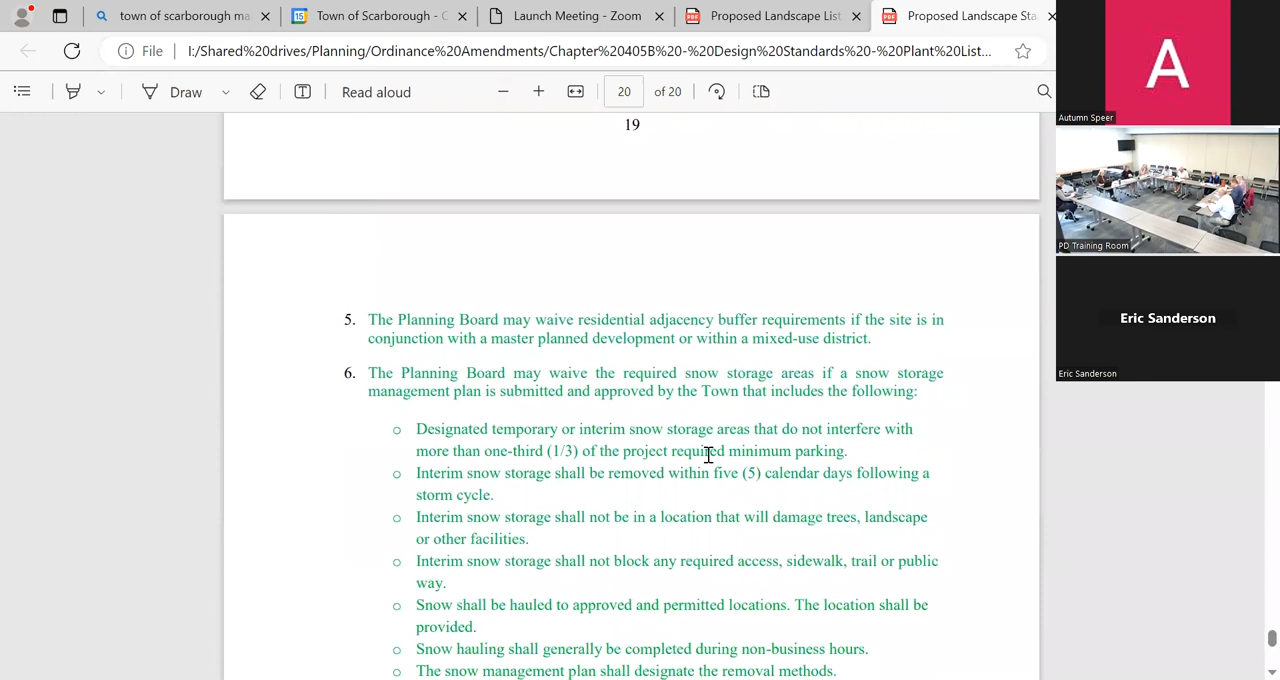 town of scarborough ma
Town of Scarborough - C
Launch Meeting - Zoom
Proposed Landscape List
Proposed Landscape Sta
File
I:/Shared%20drives/Planning/Ordinance%20Amendments/Chapter%20405B%20-%20Design%20Standards%20-%20Plant%20List...
Draw
Read aloud
20
of 20
19
5. The Planning Board may waive residential adjacency buffer requirements if the site is in
conjunction with a master planned development or within a mixed-use district.
6. The Planning Board may waive the required snow storage areas if a snow storage
management plan is submitted and approved by the Town that includes the following:
o Designated temporary or interim snow storage areas that do not interfere with
more than one-third (1/3) of the project required minimum parking.
o Interim snow storage shall be removed within five (5) calendar days following a
storm cycle.
o Interim snow storage shall not be in a location that will damage trees, landscape
or other facilities.
o Interim snow storage shall not block any required access, sidewalk, trail or public
way.
o Snow shall be hauled to approved and permitted locations. The location shall be
provided.
o Snow hauling shall generally be completed during non-business hours.
o The snow management plan shall designate the removal methods.
A
Autumn Speer
PD Training Room
Eric Sanderson
Eric Sanderson